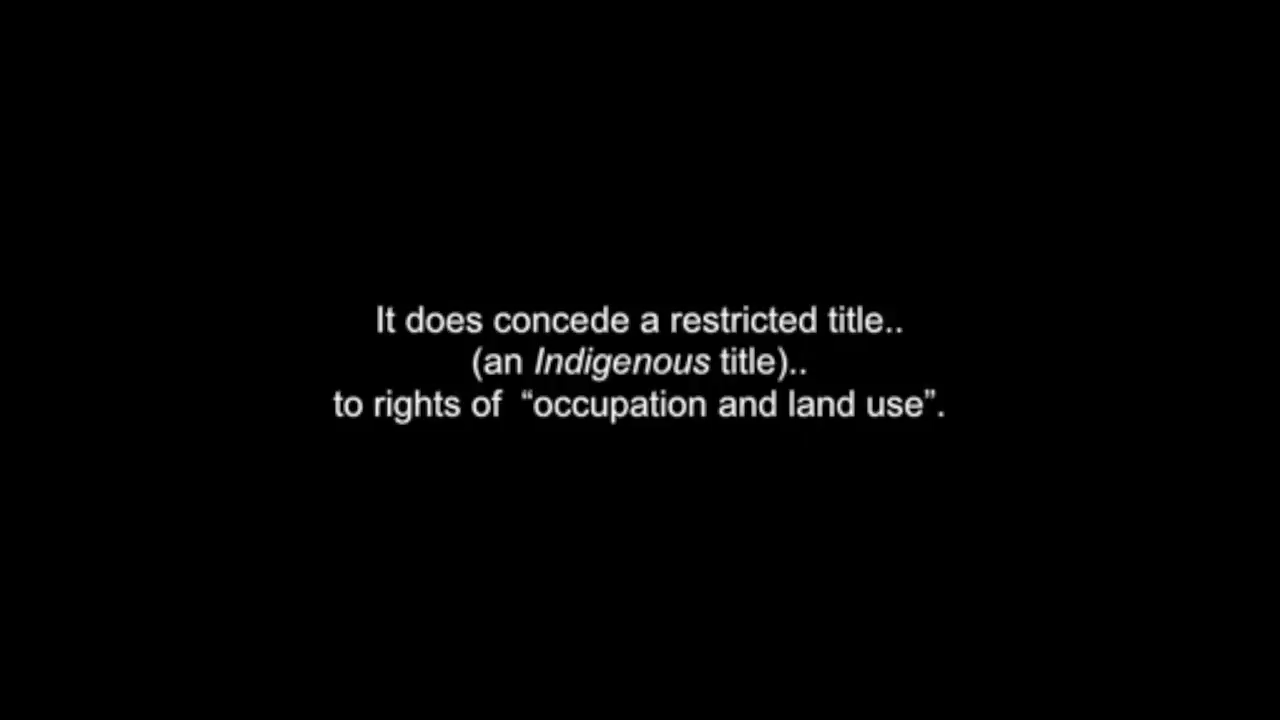 It does concede a restricted title..
(an Indigenous title)..
to rights of  “occupation and land use”.